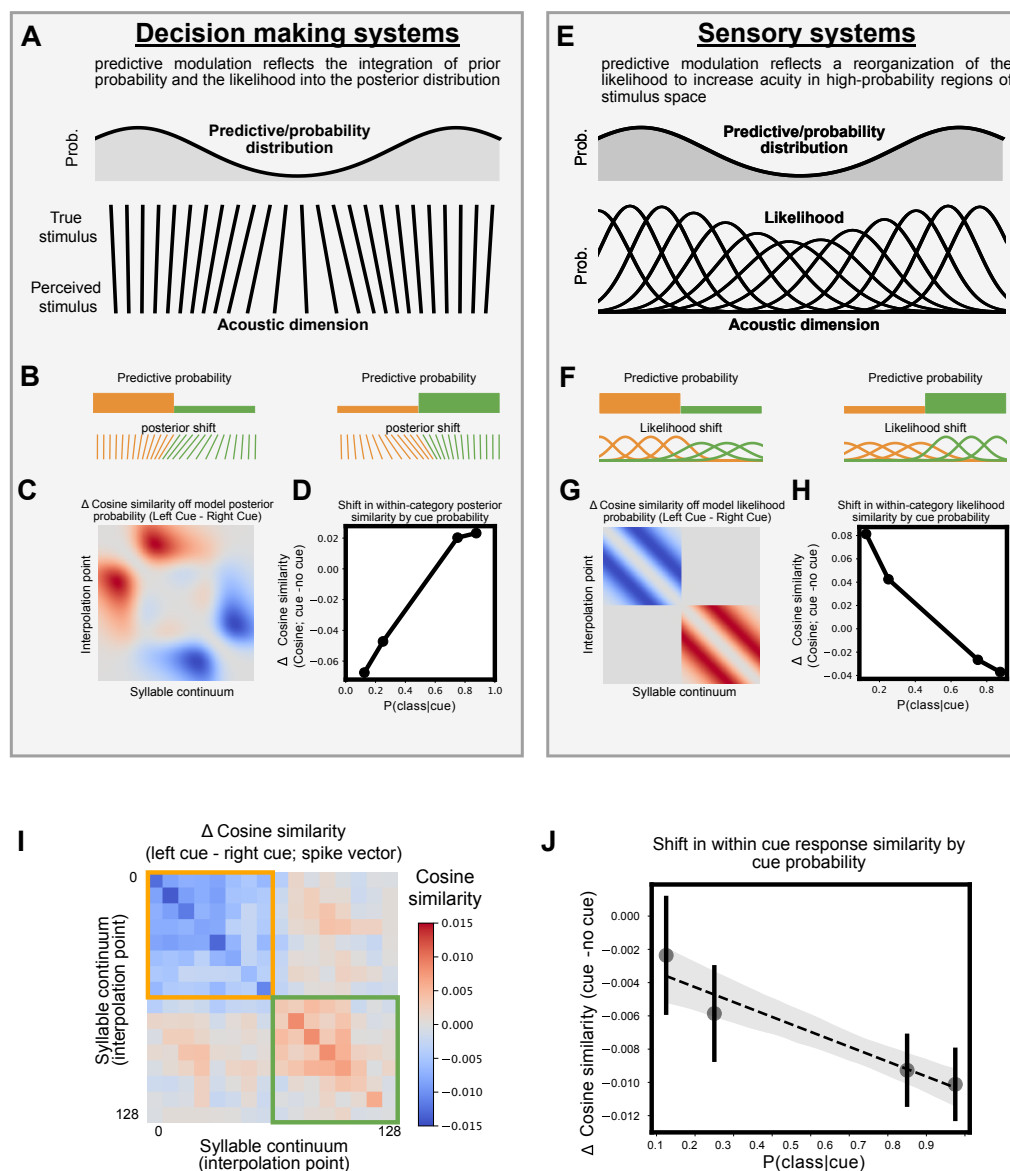 A
Decision making systems
predictive modulation reflects the integration of prior
probability and the likelihood into the posterior distribution
Prob.
Predictive/probability
distribution
True
stimulus
Perceived
stimulus
Acoustic dimension
B
Predictive probability
Predictive probability
posterior shift
posterior shift
C
Δ Cosine similarity off model posterior
probability (Left Cue - Right Cue)
Interpolation point
Syllable continuum
D
Shift in within-category posterior
similarity by cue probability
Δ Cosine similarity
(Cosine; cue -no cue)
0.02
0.00
−0.02
−0.04
−0.06
0.0 0.2 0.4 0.6 0.8 1.0
P(class|cue)
E
Sensory systems
predictive modulation reflects a reorganization of the
likelihood to increase acuity in high-probability regions of
stimulus space
Prob.
Predictive/probability
distribution
Likelihood
Prob.
Acoustic dimension
F
Predictive probability
Predictive probability
Likelihood shift
Likelihood shift
G
Δ Cosine similarity off model likelihood
probability (Left Cue - Right Cue)
Interpolation point
Syllable continuum
H
Shift in within-category likelihood
similarity by cue probability
Δ Cosine similarity
(Cosine; cue -no cue)
0.08
0.06
0.04
0.02
0.00
−0.02
−0.04
0.2 0.4 0.6 0.8
P(class|cue)
I
Δ Cosine similarity
(left cue - right cue; spike vector)
Syllable continuum
(interpolation point)
0
128
0 128
Syllable continuum
(interpolation point)
Cosine
similarity
0.015
0.010
0.005
0.000
−0.005
−0.010
−0.015
J
Shift in within cue response similarity by
cue probability
Δ Cosine similarity (cue -no cue)
0.000
−0.002
−0.004
−0.006
−0.008
−0.010
−0.012
0.1 0.2 0.3 0.4 0.5 0.6 0.7 0.8 0.9
P(class|cue)